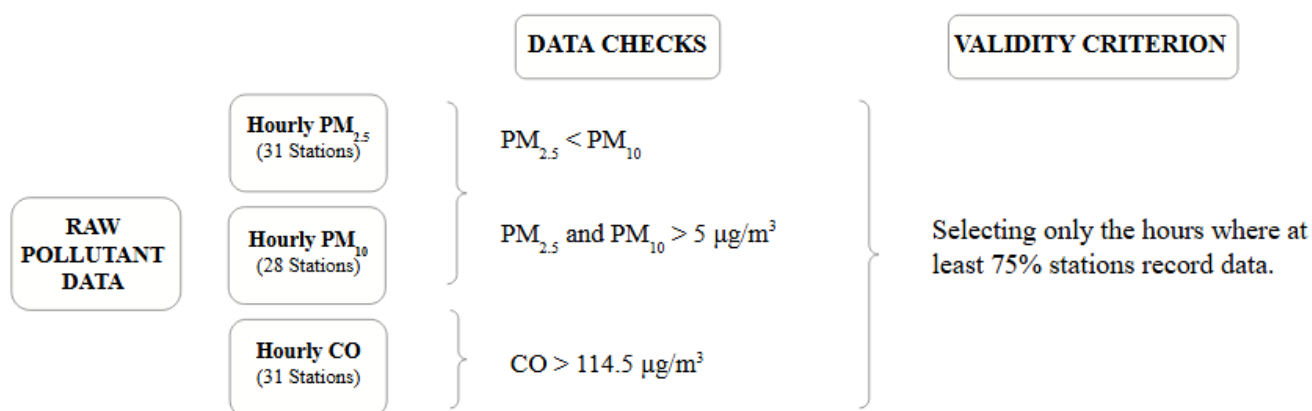 DATA CHECKS
VALIDITY CRITERION
RAW
POLLUTANT
DATA
Hourly PM2.5
(31 Stations)
Hourly PM10
(28 Stations)
Hourly CO
(31 Stations)
PM2.5 < PM10
PM2.5 and PM10 > 5 μg/m³
CO > 114.5 μg/m³
Selecting only the hours where at
least 75% stations record data.